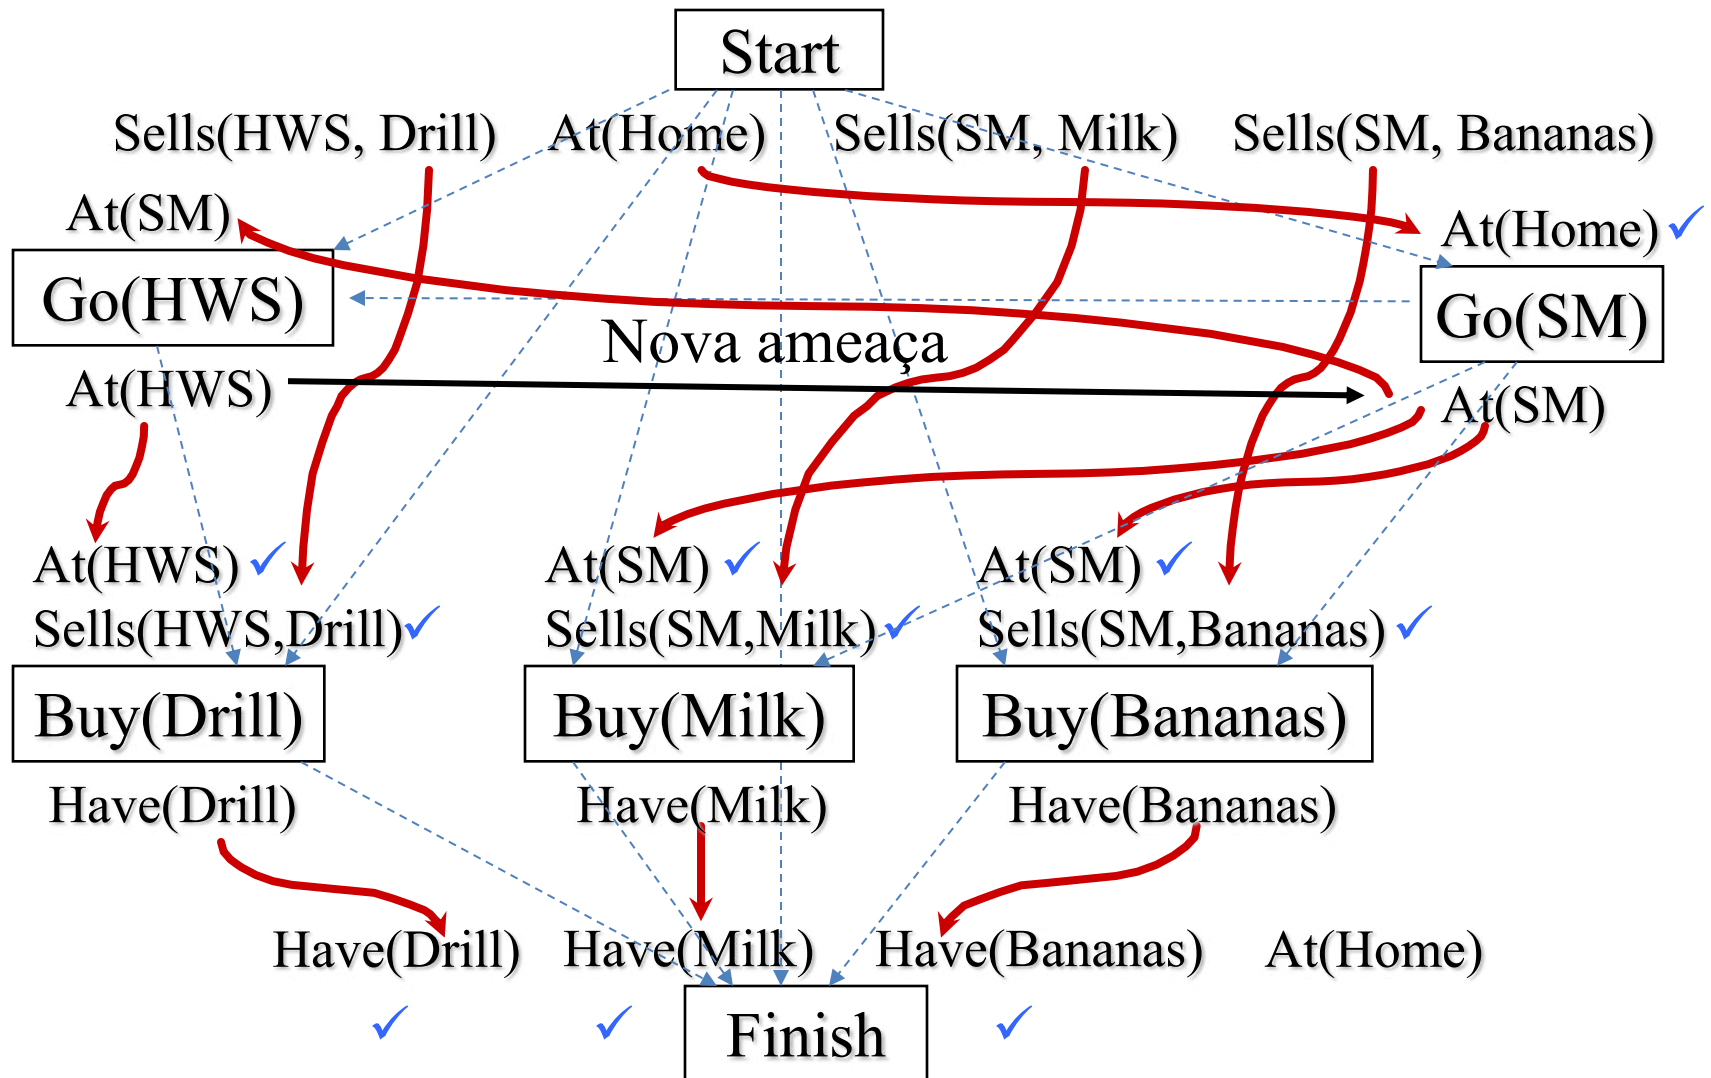 Start
Sells(HWS, Drill) At(Home) Sells(SM, Milk) Sells(SM, Bananas)
At(SM)
At(Home)
Go(HWS)
Go(SM)
Nova ameaça
At(HWS)
At(SM)
At(HWS) At(SM) At(SM)
Sells(HWS,Drill) Sells(SM,Milk) Sells(SM,Bananas)
Buy(Drill) Buy(Milk) Buy(Bananas)
Have(Drill) Have(Milk) Have(Bananas)
Have(Drill) Have(Milk) Have(Bananas) At(Home)
Finish